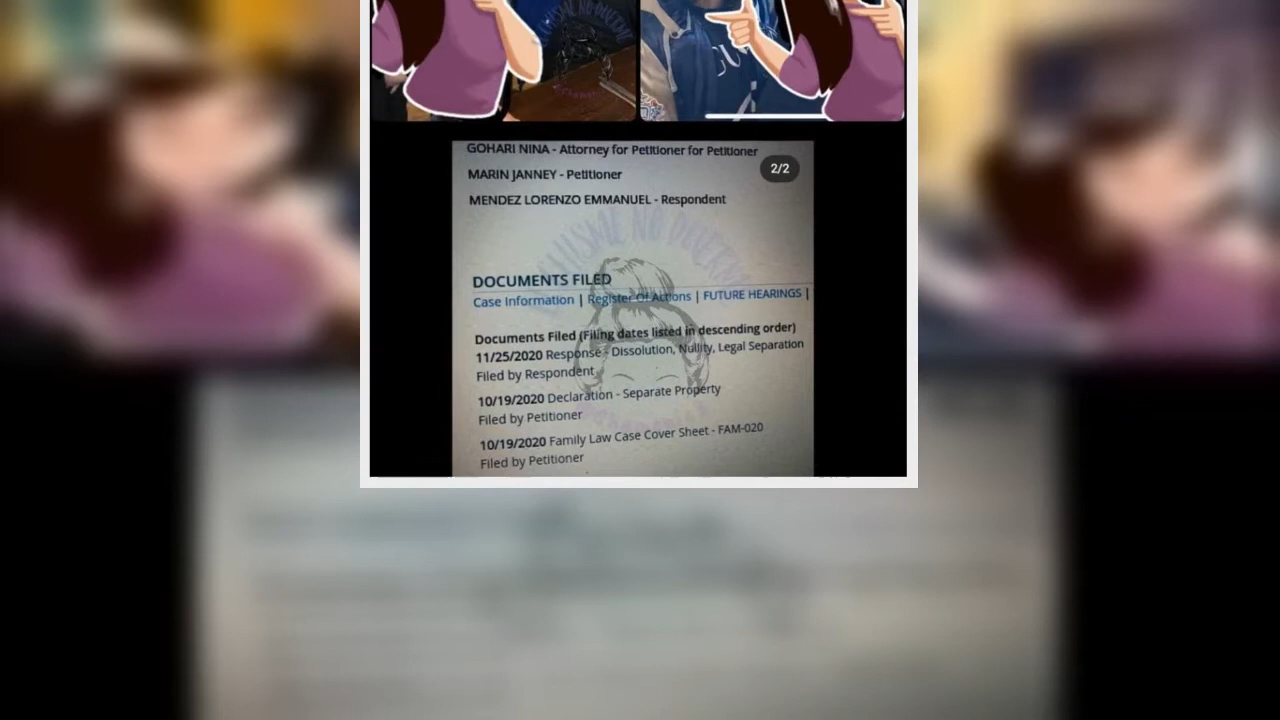 GOHARI NINA - Attorney for Petitioner for Petitioner
2/2
MARIN JANNEY - Petitioner
MENDEZ LORENZO EMMANUEL - Respondent
DOCUMENTS FILED
Case Information | Register Of Actions | FUTURE HEARINGS |
Documents Filed (Filing dates listed in descending order)
11/25/2020 Response - Dissolution, Nullity, Legal Separation
Filed by Respondent
10/19/2020 Declaration - Separate Property
Filed by Petitioner
10/19/2020 Family Law Case Cover Sheet - FAM-020
Filed by Petitioner